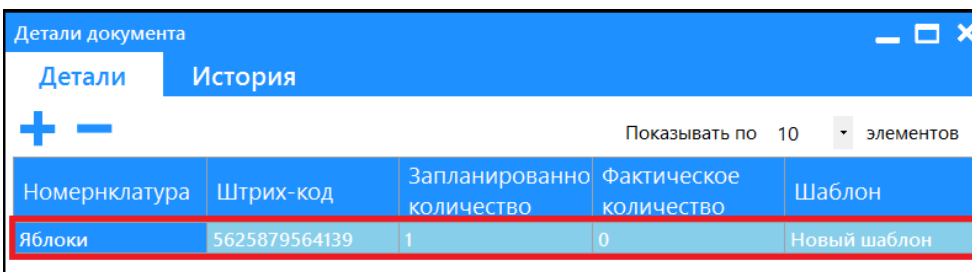 Детали документа
Детали История
Показывать по 10 элементов
Номернклатура Штрих-код Запланированно количество Фактическое количество Шаблон
Яблоки 5625879564139 1 0 Новый шаблон